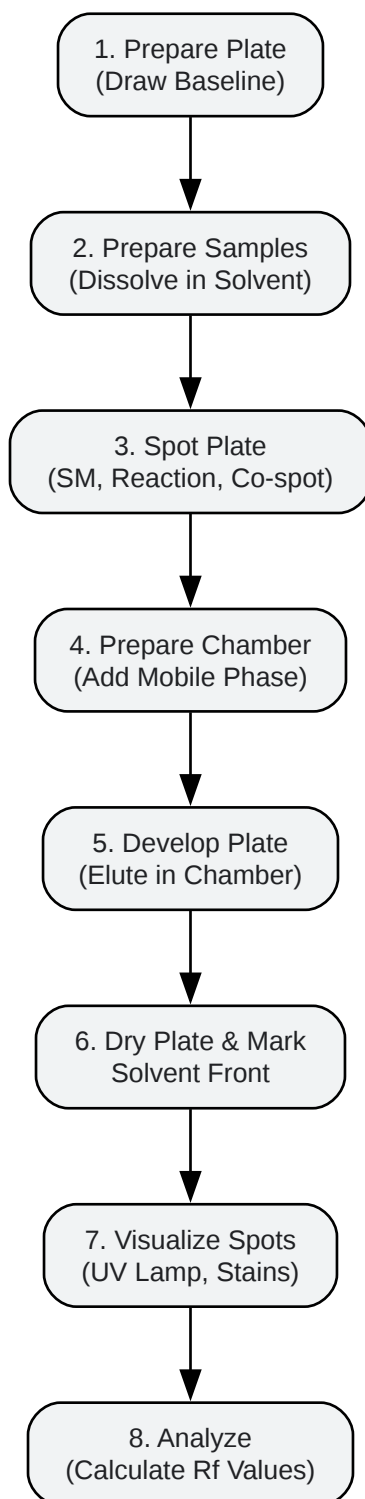 1. Prepare Plate
(Draw Baseline)
2. Prepare Samples
(Dissolve in Solvent)
3. Spot Plate
(SM, Reaction, Co-spot)
4. Prepare Chamber
(Add Mobile Phase)
5. Develop Plate
(Elute in Chamber)
6. Dry Plate & Mark
Solvent Front
7. Visualize Spots
(UV Lamp, Stains)
8. Analyze
(Calculate Rf Values)